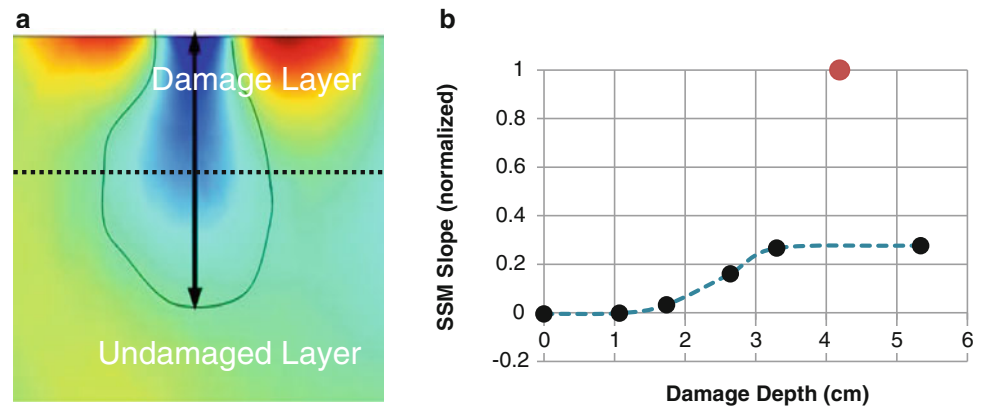 a
Damage Layer
Undamaged Layer
b
SSM Slope (normalized)
1
0.8
0.6
0.4
0.2
0
-0.2
0 1 2 3 4 5 6
Damage Depth (cm)